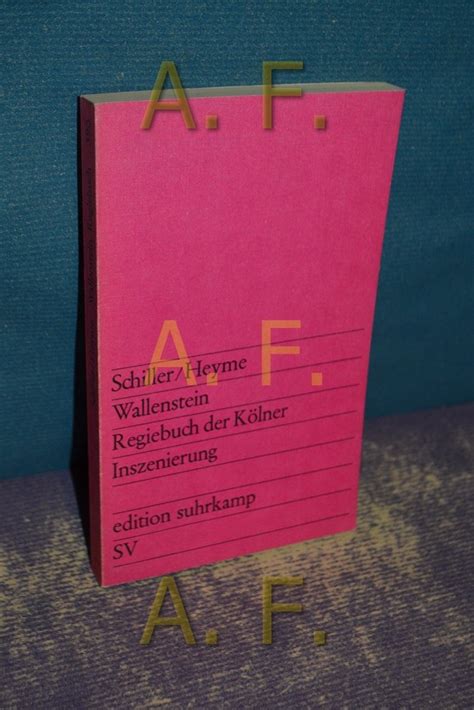 A. F.
A. F.
Schiller/Heyme
Wallenstein
Regiebuch der Kölner
Inszenierung
edition suhrkamp
SV
A. F.